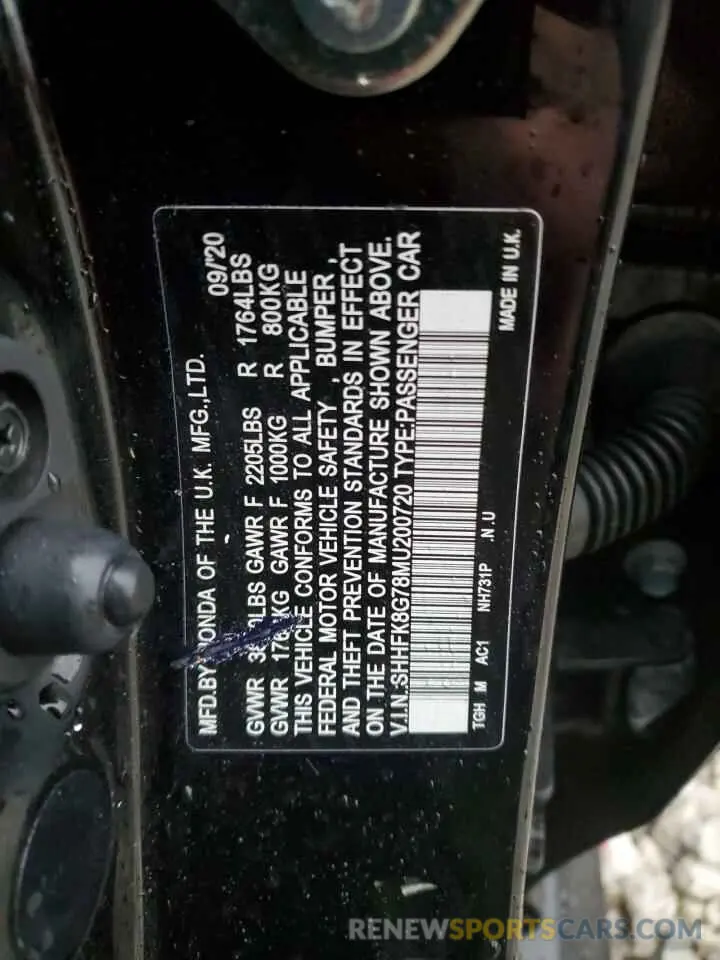 MFD.BY HONDA OF THE U.K. MFG.,LTD. 09/'20
GVWR LBS GAWR F 2205LBS R 1764LBS
GVWR KG GAWR F 1000KG R 800KG
THIS VEHICLE CONFORMS TO ALL APPLICABLE
FEDERAL MOTOR VEHICLE SAFETY , BUMPER ,
AND THEFT PREVENTION STANDARDS IN EFFECT
ON THE DATE OF MANUFACTURE SHOWN ABOVE.
V.I.N.:SHHFK8G78MU200720 TYPE:PASSENGER CAR
TGH M AC1 NH731P .N.U
MADE IN U.K.
RENEWSPORTSCARS.COM